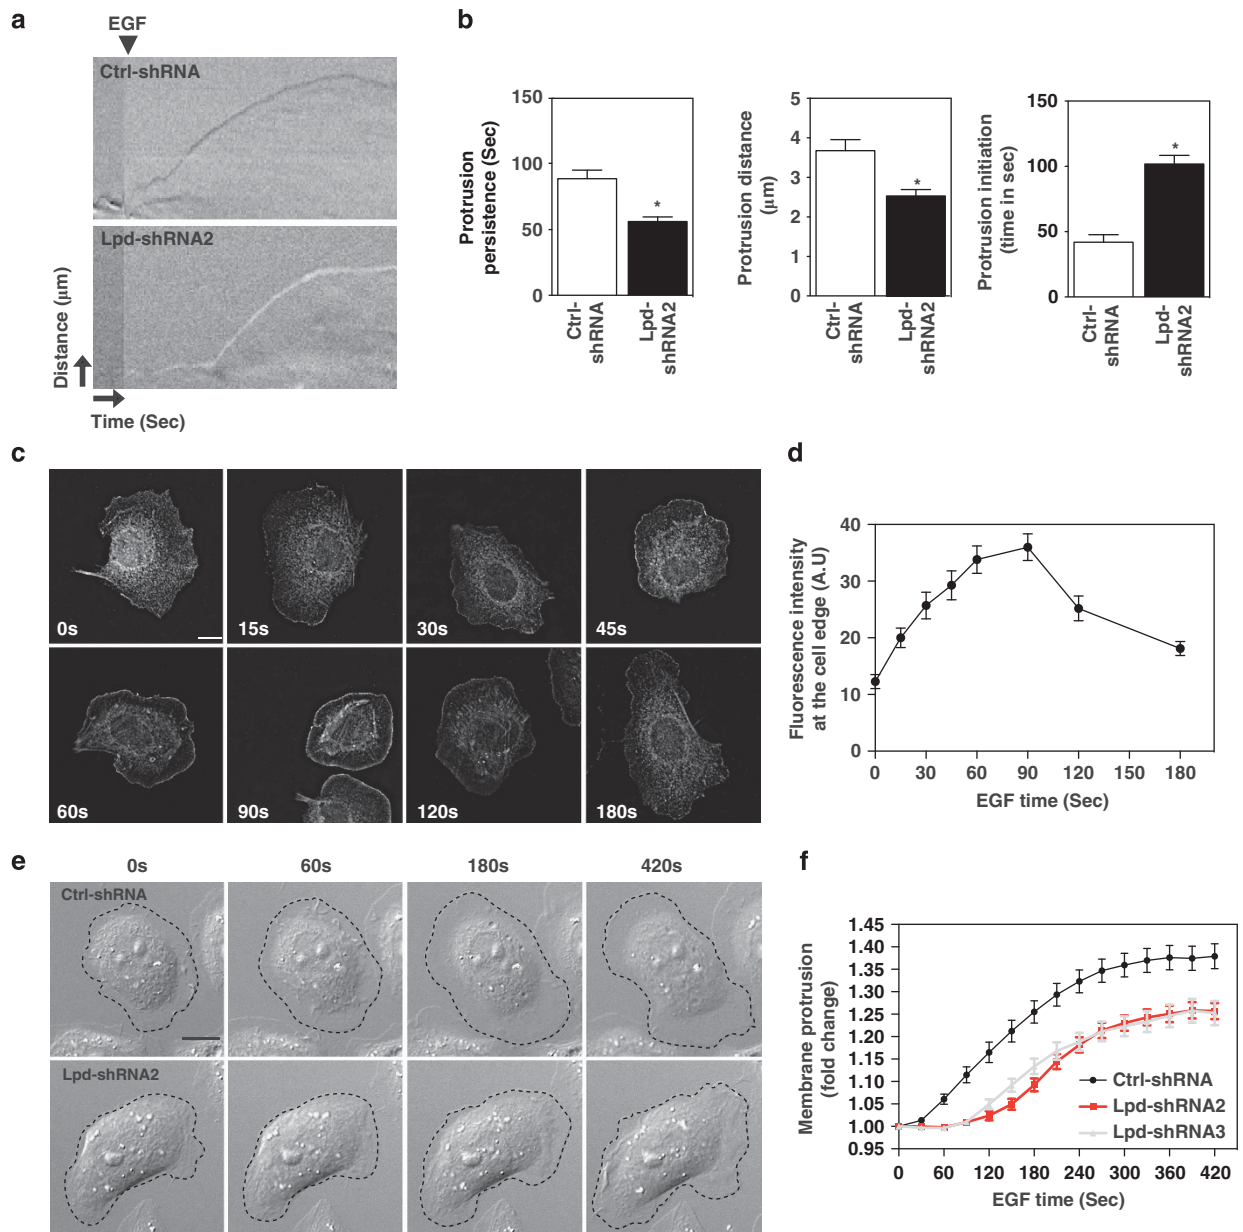 a
EGF
Ctrl-shRNA
Lpd-shRNA2
Distance (μm)
Time (Sec)
b
Protrusion
persistence (Sec)
150
100
50
0
Ctrl-
shRNA
*
Lpd-
shRNA2
Protrusion distance
(μm)
5
4
3
2
1
0
Ctrl-
shRNA
*
Lpd-
shRNA2
Protrusion initiation
(time in sec)
150
100
50
0
Ctrl-
shRNA
*
Lpd-
shRNA2
c
0s
15s
30s
45s
60s
90s
120s
180s
d
Fluorescence intensity
at the cell edge (A.U)
40
30
20
10
0
0 30 60 90 120 150 180
EGF time (Sec)
e
0s 60s 180s 420s
Ctrl-shRNA
Lpd-shRNA2
f
Membrane protrusion
(fold change)
1.45
1.40
1.35
1.30
1.25
1.20
1.15
1.10
1.05
1.00
0.95
Ctrl-shRNA
Lpd-shRNA2
Lpd-shRNA3
0 60 120 180 240 300 360 420
EGF time (Sec)